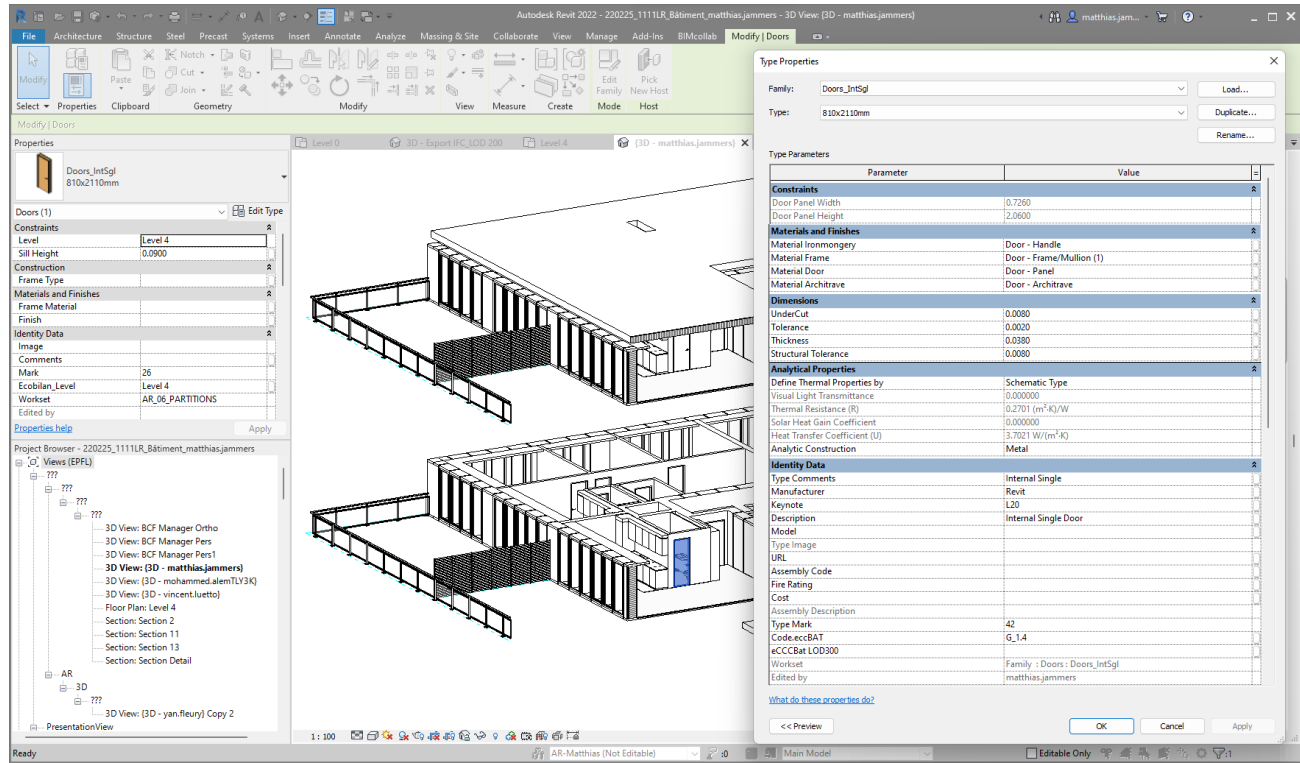 Autodesk Revit 2022 - 220225_1111LR_Bâtiment_matthias.jammers - 3D View: {3D - matthias.jammers}
matthias.jam...
File Architecture Structure Steel Precast Systems Insert Annotate Analyze Massing & Site Collaborate View Manage Add-Ins BIMcollab Modify | Doors
Modify
Paste
Notch
Cut
Join
Edit Family
Pick New Host
Select Properties Clipboard Geometry Modify View Measure Create Mode Host
Modify | Doors
Properties
Level 0
3D - Export IFC_LOD 200
Level 4
{3D - matthias.jammers}
Doors_IntSgl
810x2110mm
Doors (1) Edit Type
Constraints
Level Level 4
Sill Height 0.0900
Construction
Frame Type
Materials and Finishes
Frame Material
Finish
Identity Data
Image
Comments
Mark 26
Ecobilan_Level Level 4
Workset AR_06_PARTITIONS
Edited by
Properties help Apply
Project Browser - 220225_1111LR_Bâtiment_matthias.jammers
Views (EPFL)
???
???
???
???
3D View: BCF Manager Ortho
3D View: BCF Manager Pers
3D View: BCF Manager Pers1
3D View: {3D - matthias.jammers}
3D View: {3D - mohammed.alemTLY3K}
3D View: {3D - vincent.luetto}
Floor Plan: Level 4
Section: Section 2
Section: Section 11
Section: Section 13
Section: Section Detail
AR
3D
???
3D View: {3D - yan.fleury} Copy 2
PresentationView
Type Properties
Family: Doors_IntSgl Load...
Type: 810x2110mm Duplicate...
Rename...
Type Parameters
Parameter Value =
Constraints
Door Panel Width 0.7260
Door Panel Height 2.0600
Materials and Finishes
Material Ironmongery Door - Handle
Material Frame Door - Frame/Mullion (1)
Material Door Door - Panel
Material Architrave Door - Architrave
Dimensions
UnderCut 0.0080
Tolerance 0.0020
Thickness 0.0380
Structural Tolerance 0.0080
Analytical Properties
Define Thermal Properties by Schematic Type
Visual Light Transmittance 0.000000
Thermal Resistance (R) 0.2701 (m²·K)/W
Solar Heat Gain Coefficient 0.000000
Heat Transfer Coefficient (U) 3.7021 W/(m²·K)
Analytic Construction Metal
Identity Data
Type Comments Internal Single
Manufacturer Revit
Keynote L20
Description Internal Single Door
Model
Type Image
URL
Assembly Code
Fire Rating
Cost
Assembly Description
Type Mark 42
Code.eccBAT G_1.4
eCCCBat LOD300
Workset Family : Doors : Doors_IntSgl
Edited by matthias.jammers
What do these properties do?
<< Preview OK Cancel Apply
1 : 100
Ready
AR-Matthias (Not Editable) :0 Main Model Editable Only :1